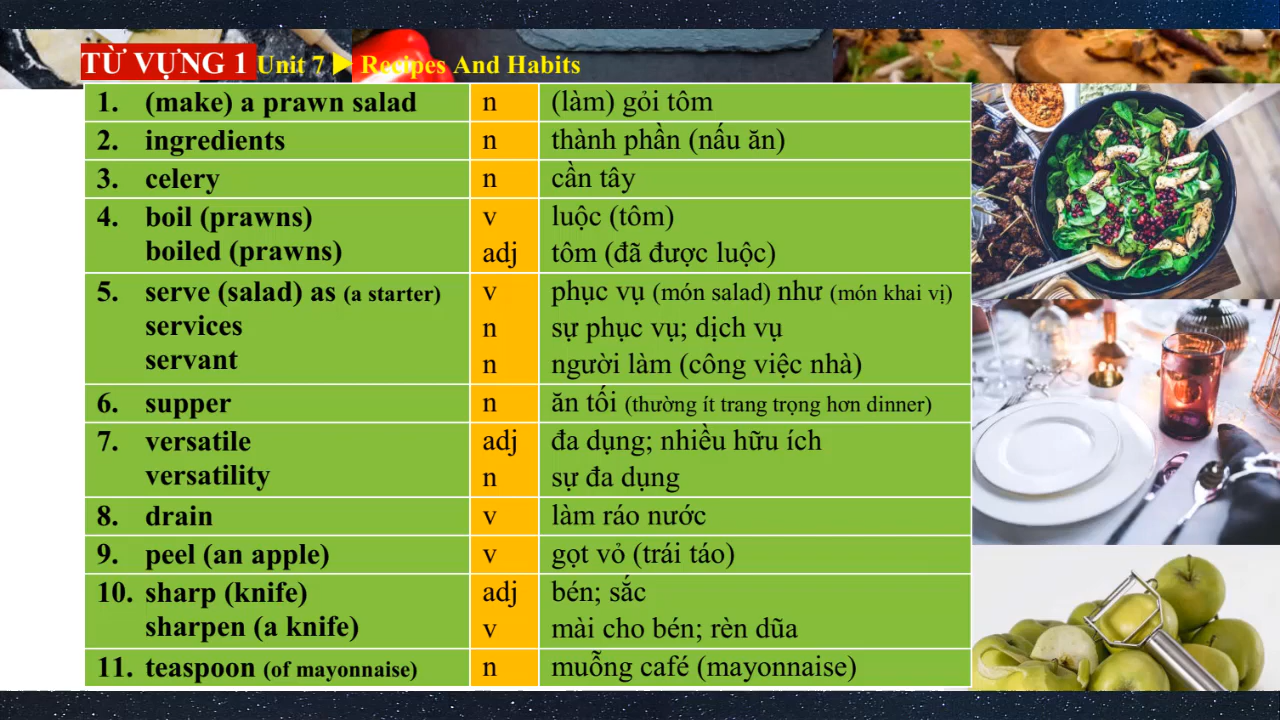 TỪ VỰNG 1 Unit 7 ▶ Recipes And Habits
1. (make) a prawn salad n (làm) gỏi tôm
2. ingredients n thành phần (nấu ăn)
3. celery n cần tây
4. boil (prawns) v luộc (tôm)
boiled (prawns) adj tôm (đã được luộc)
5. serve (salad) as (a starter) v phục vụ (món salad) như (món khai vị)
services n sự phục vụ; dịch vụ
servant n người làm (công việc nhà)
6. supper n ăn tối (thường ít trang trọng hơn dinner)
7. versatile adj đa dụng; nhiều hữu ích
versatility n sự đa dụng
8. drain v làm ráo nước
9. peel (an apple) v gọt vỏ (trái táo)
10. sharp (knife) adj bén; sắc
sharpen (a knife) v mài cho bén; rèn dũa
11. teaspoon (of mayonnaise) n muỗng café (mayonnaise)